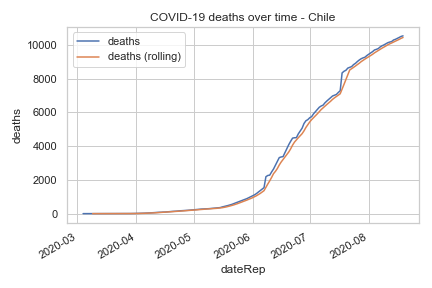 COVID-19 deaths over time - Chile
deaths
deaths (rolling)
10000
8000
6000
4000
2000
0
deaths
2020-03
2020-04
2020-05
2020-06
2020-07
2020-08
dateRep